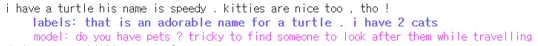 i have a turtle his name is speedy . kitties are nice too , tho !
labels: that is an adorable name for a turtle . i have 2 cats
model: do you have pets ? tricky to find someone to look after them while travelling